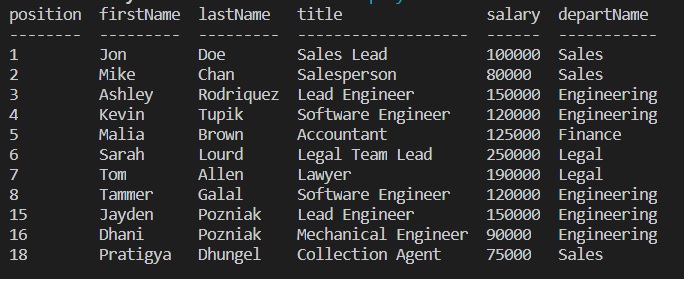 position  firstName  lastName   title                salary  departName
--------  ---------  ---------  -------------------  ------  -----------
1         Jon        Doe        Sales Lead           100000  Sales
2         Mike       Chan       Salesperson          80000   Sales
3         Ashley     Rodriquez  Lead Engineer        150000  Engineering
4         Kevin      Tupik      Software Engineer    120000  Engineering
5         Malia      Brown      Accountant           125000  Finance
6         Sarah      Lourd      Legal Team Lead      250000  Legal
7         Tom        Allen      Lawyer               190000  Legal
8         Tammer     Galal      Software Engineer    120000  Engineering
15        Jayden     Pozniak    Lead Engineer        150000  Engineering
16        Dhani      Pozniak    Mechanical Engineer  90000   Engineering
18        Pratigya   Dhungel    Collection Agent     75000   Sales